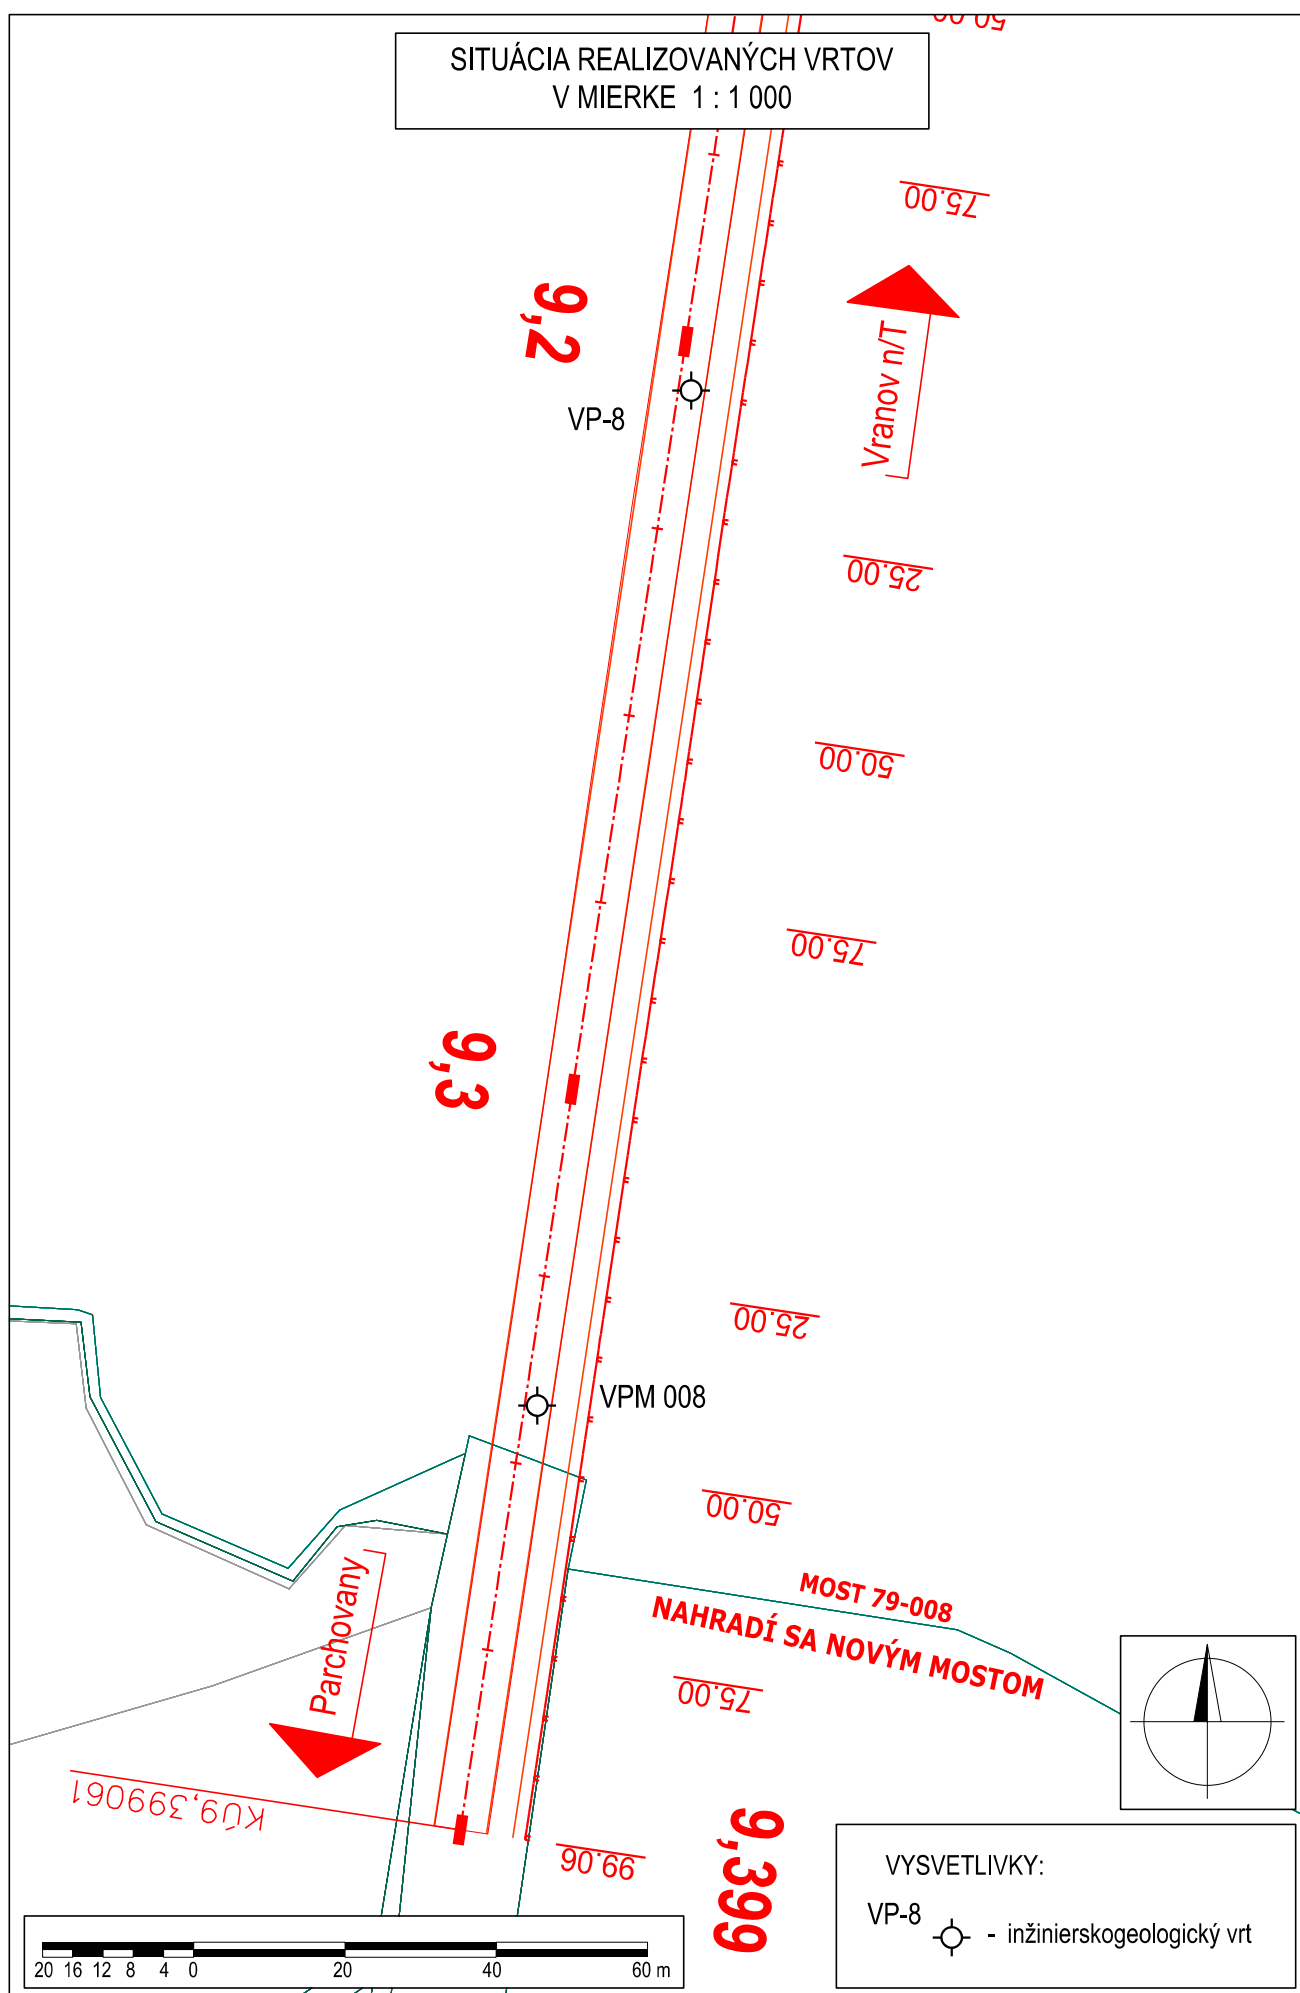 50.00
SITUÁCIA REALIZOVANÝCH VRTOV
V MIERKE 1 : 1 000
75.00
9,2
Vranov n/T
VP-8
25.00
50.00
75.00
9,3
25.00
VPM 008
50.00
MOST 79-008
NAHRADÍ SA NOVÝM MOSTOM
Parchovany
75.00
KÚ9,399061
99.06
9,399
VYSVETLIVKY:
VP-8
- inžinierskogeologický vrt
20 16 12 8 4 0 20 40 60 m